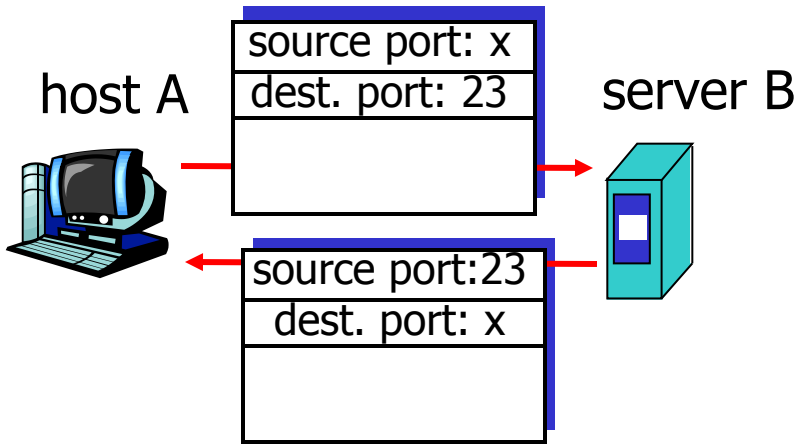 source port: x
dest. port: 23
host A
server B
source port:23
dest. port: x